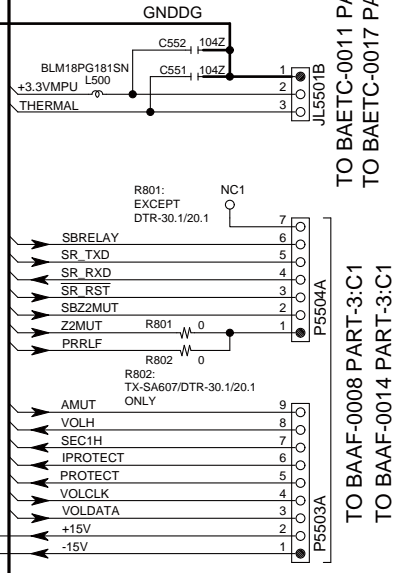 GNDDG
C552 104Z
BLM18PG181SN C551 104Z
L500
+3.3VMPU
THERMAL
1
2
3
JL5501B
TO BAETC-0011 PA
TO BAETC-0017 PA
R801:
EXCEPT
DTR-30.1/20.1
NC1
7
SBRELAY 6
SR_TXD 5
SR_RXD 4
SR_RST 3
SBZ2MUT 2
Z2MUT R801 0 1
PRRLF
R802 0
R802:
TX-SA607/DTR-30.1/20.1
ONLY
P5504A
TO BAAF-0008 PART-3:C1
TO BAAF-0014 PART-3:C1
AMUT 9
VOLH 8
SEC1H 7
IPROTECT 6
PROTECT 5
VOLCLK 4
VOLDATA 3
+15V 2
-15V 1
P5503A